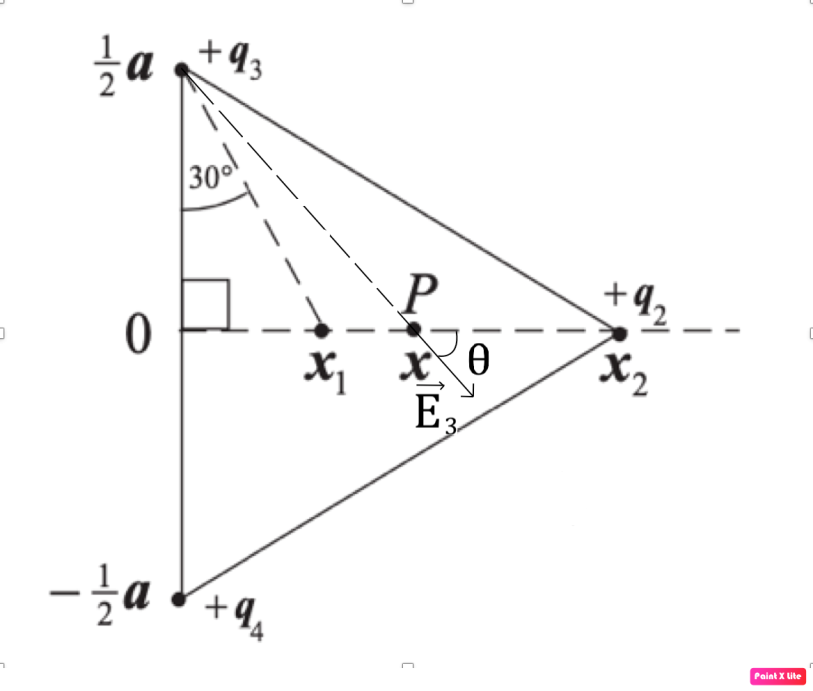 ½a +q₃
30°
P
+q₂
0
x₁ x θ x₂
E⃗₃
-½a +q₄
Paint X lite